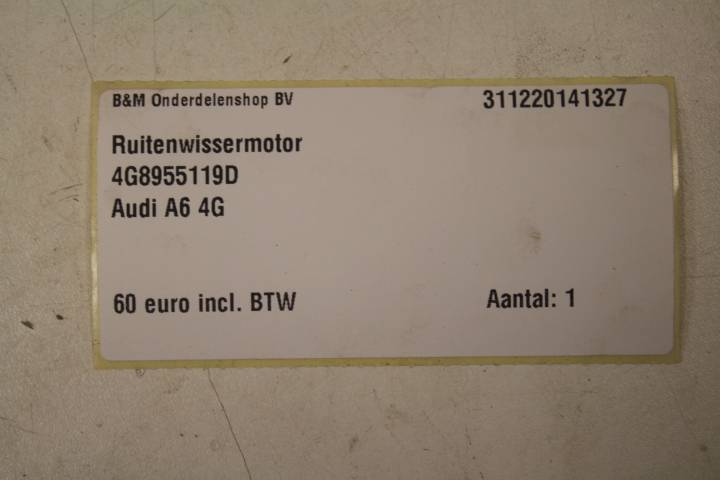 B&M Onderdelenshop BV 311220141327
Ruitenwissermotor
4G8955119D
Audi A6 4G
60 euro incl. BTW Aantal: 1